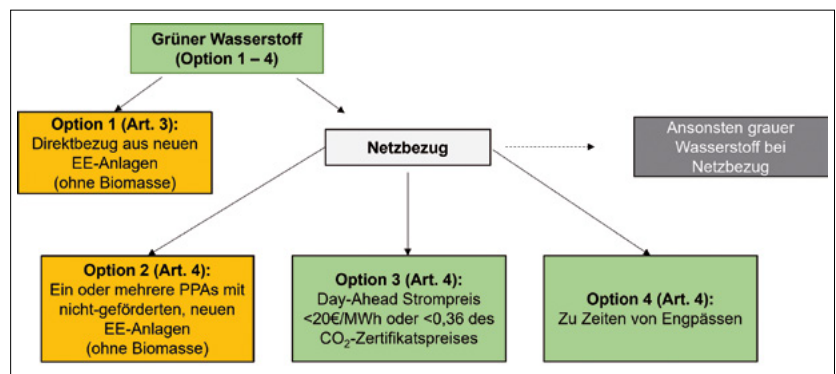 Grüner Wasserstoff
(Option 1 – 4)
Option 1 (Art. 3):
Direktbezug aus neuen
EE-Anlagen
(ohne Biomasse)
Netzbezug
Ansonsten grauer
Wasserstoff bei
Netzbezug
Option 2 (Art. 4):
Ein oder mehrere PPAs mit
nicht-geförderten, neuen
EE-Anlagen
(ohne Biomasse)
Option 3 (Art. 4):
Day-Ahead Strompreis
<20€/MWh oder <0,36 des
CO₂-Zertifikatspreises
Option 4 (Art. 4):
Zu Zeiten von Engpässen